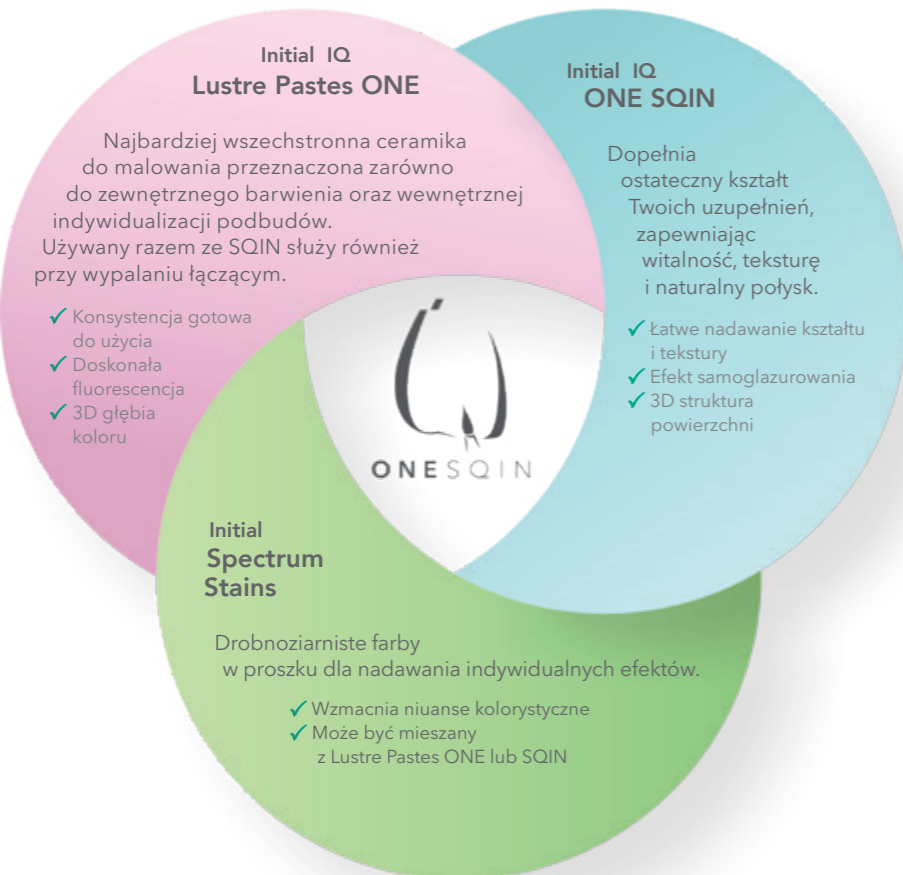 Initial IQ
Lustre Pastes ONE
Najbardziej wszechstronna ceramika
do malowania przeznaczona zarówno
do zewnętrznego barwienia oraz wewnętrznej
indywidualizacji podbudów.
Używany razem ze SQIN służy również
przy wypalaniu łączącym.
✓ Konsystencja gotowa
do użycia
✓ Doskonała
fluorescencja
✓ 3D głębia
koloru
Initial IQ
ONE SQIN
Dopełnia
ostateczny kształt
Twoich uzupełnień,
zapewniając
witalność, teksturę
i naturalny połysk.
✓ Łatwe nadawanie kształtu
i tekstury
✓ Efekt samoglazurowania
✓ 3D struktura
powierzchni
ONESQIN
Initial
Spectrum
Stains
Drobnoziarniste farby
w proszku dla nadawania indywidualnych efektów.
✓ Wzmacnia niuanse kolorystyczne
✓ Może być mieszany
z Lustre Pastes ONE lub SQIN